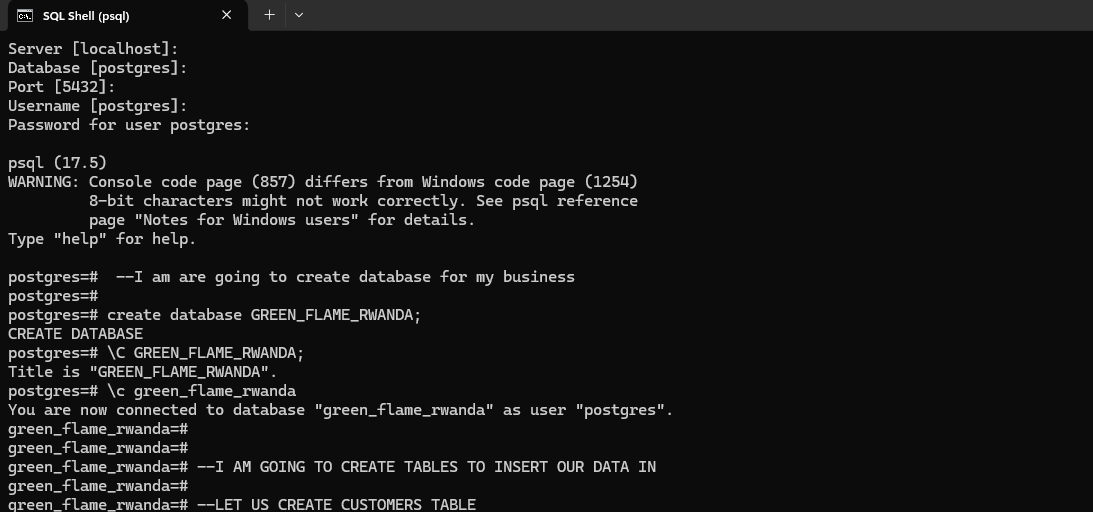 SQL Shell (psql)
Server [localhost]:
Database [postgres]:
Port [5432]:
Username [postgres]:
Password for user postgres:
psql (17.5)
WARNING: Console code page (857) differs from Windows code page (1254)
         8-bit characters might not work correctly. See psql reference
         page "Notes for Windows users" for details.
Type "help" for help.
postgres=#  --I am are going to create database for my business
postgres=#
postgres=# create database GREEN_FLAME_RWANDA;
CREATE DATABASE
postgres=# \C GREEN_FLAME_RWANDA;
Title is "GREEN_FLAME_RWANDA".
postgres=# \c green_flame_rwanda
You are now connected to database "green_flame_rwanda" as user "postgres".
green_flame_rwanda=#
green_flame_rwanda=#
green_flame_rwanda=# --I AM GOING TO CREATE TABLES TO INSERT OUR DATA IN
green_flame_rwanda=#
green_flame_rwanda=# --LET US CREATE CUSTOMERS TABLE